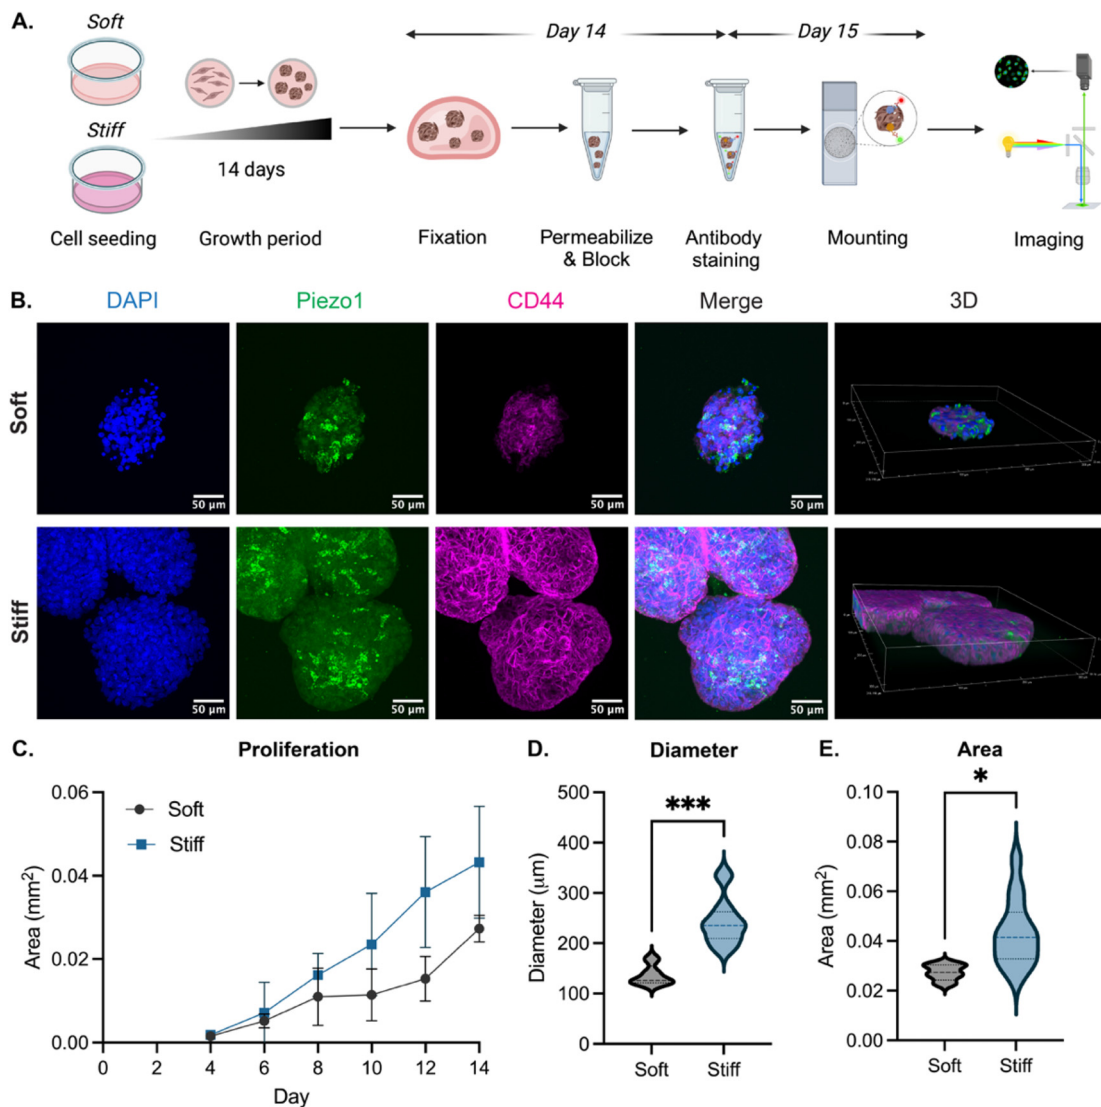 A.
Soft
Stiff
Day 14
Day 15
14 days
Cell seeding
Growth period
Fixation
Permeabilize
& Block
Antibody
staining
Mounting
Imaging
B.
DAPI
Piezo1
CD44
Merge
3D
Soft
50 µm
50 µm
50 µm
50 µm
Stiff
50 µm
50 µm
50 µm
50 µm
C.
Proliferation
Area (mm²)
0.06
0.04
0.02
0.00
Soft
Stiff
0 2 4 6 8 10 12 14
Day
D.
Diameter
Diameter (µm)
500
400
300
200
100
0
***
Soft Stiff
E.
Area
Area (mm²)
0.10
0.08
0.06
0.04
0.02
0.00
*
Soft Stiff